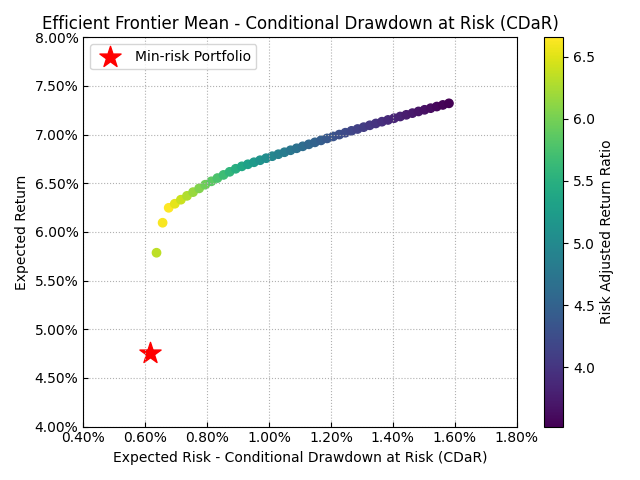 Efficient Frontier Mean - Conditional Drawdown at Risk (CDaR)
Min-risk Portfolio
Expected Return
8.00%
7.50%
7.00%
6.50%
6.00%
5.50%
5.00%
4.50%
4.00%
0.40% 0.60% 0.80% 1.00% 1.20% 1.40% 1.60% 1.80%
Expected Risk - Conditional Drawdown at Risk (CDaR)
6.5
6.0
5.5
5.0
4.5
4.0
Risk Adjusted Return Ratio